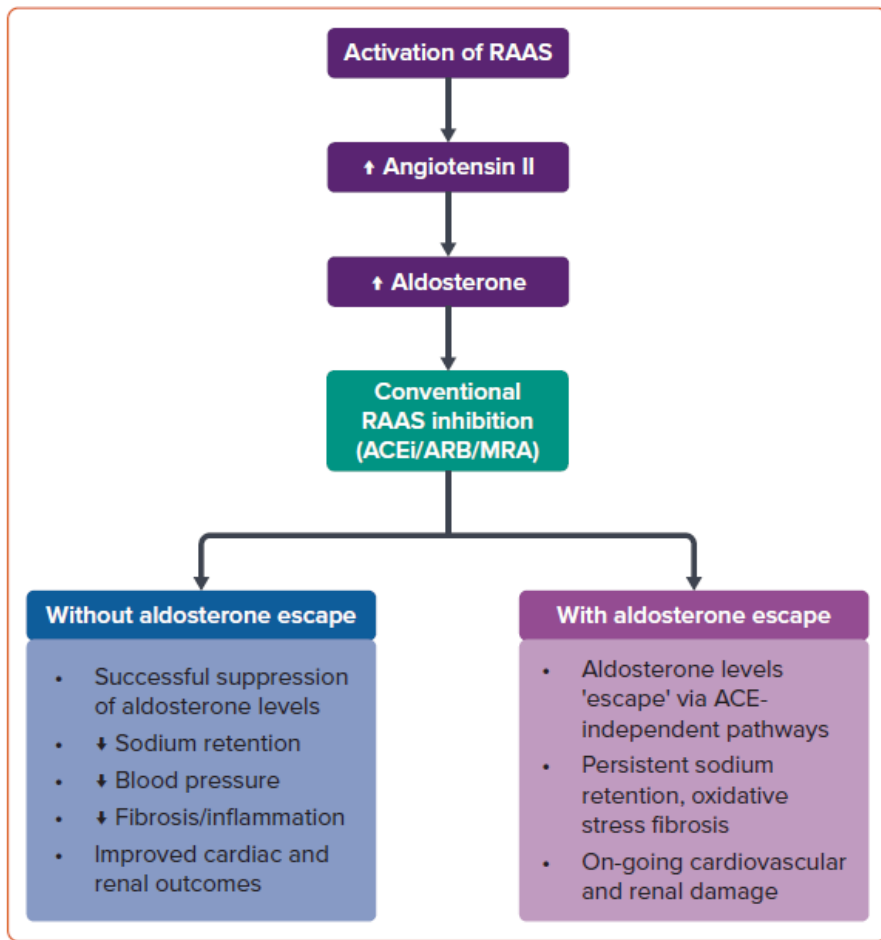 Activation of RAAS
↑ Angiotensin II
↑ Aldosterone
Conventional
RAAS inhibition
(ACEi/ARB/MRA)
Without aldosterone escape
• Successful suppression
of aldosterone levels
• ↓ Sodium retention
• ↓ Blood pressure
• ↓ Fibrosis/inflammation
• Improved cardiac and
renal outcomes
With aldosterone escape
• Aldosterone levels
'escape' via ACE-
independent pathways
• Persistent sodium
retention, oxidative
stress fibrosis
• On-going cardiovascular
and renal damage